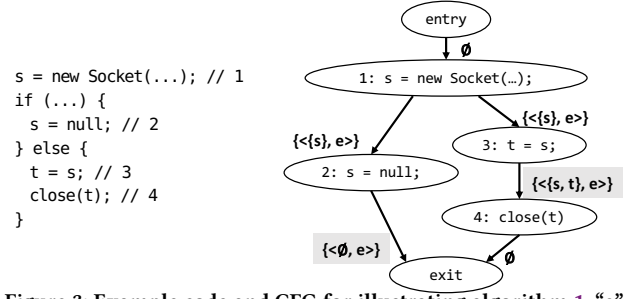 s = new Socket(...); // 1
if (...) {
s = null; // 2
} else {
t = s; // 3
close(t); // 4
}
entry
∅
1: s = new Socket(…);
{<{s}, e>}
{<{s}, e>}
3: t = s;
2: s = null;
{<{s, t}, e>}
4: close(t)
{<∅, e>}
∅
exit
Figure 3: Example code and CFG for illustrating algorithm 1. "e"